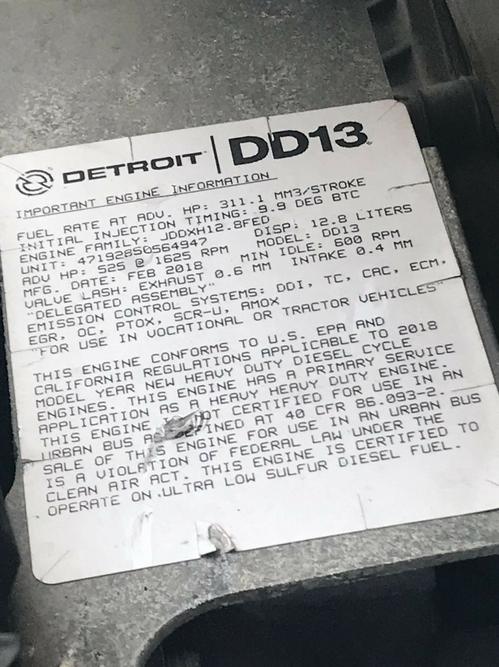 DETROIT | DD13
IMPORTANT ENGINE INFORMATION
FUEL RATE AT ADV. HP: 311.1 MM3/STROKE
INITIAL INJECTION TIMING: 9.9 DEG BTC
ENGINE FAMILY: JDDXH12.8FED DISP: 12.8 LITERS
UNIT: 47192850564947 MODEL: DD13
ADV HP: 525 @ 1625 RPM MIN IDLE: 600 RPM
MFG. DATE: FEB 2018 INTAKE 0.4 MM
VALVE LASH: EXHAUST 0.6 MM
"DELEGATED ASSEMBLY"
EMISSION CONTROL SYSTEMS: DDI, TC, CAC, ECM,
EGR, OC, PTOX, SCR-U, AMOX
"FOR USE IN VOCATIONAL OR TRACTOR VEHICLES"
THIS ENGINE CONFORMS TO U.S. EPA AND
CALIFORNIA REGULATIONS APPLICABLE TO 2018
MODEL YEAR NEW HEAVY DUTY DIESEL CYCLE
ENGINES. THIS ENGINE HAS A PRIMARY SERVICE
APPLICATION AS A HEAVY HEAVY DUTY ENGINE.
THIS ENGINE NOT CERTIFIED FOR USE IN AN
URBAN BUS AS 40 CFR 86.093-2.
SALE OF THIS ENGINE FOR USE IN AN URBAN BUS
IS A VIOLATION OF FEDERAL LAW UNDER THE
CLEAN AIR ACT. THIS ENGINE IS CERTIFIED TO
OPERATE ON ULTRA LOW SULFUR DIESEL FUEL.